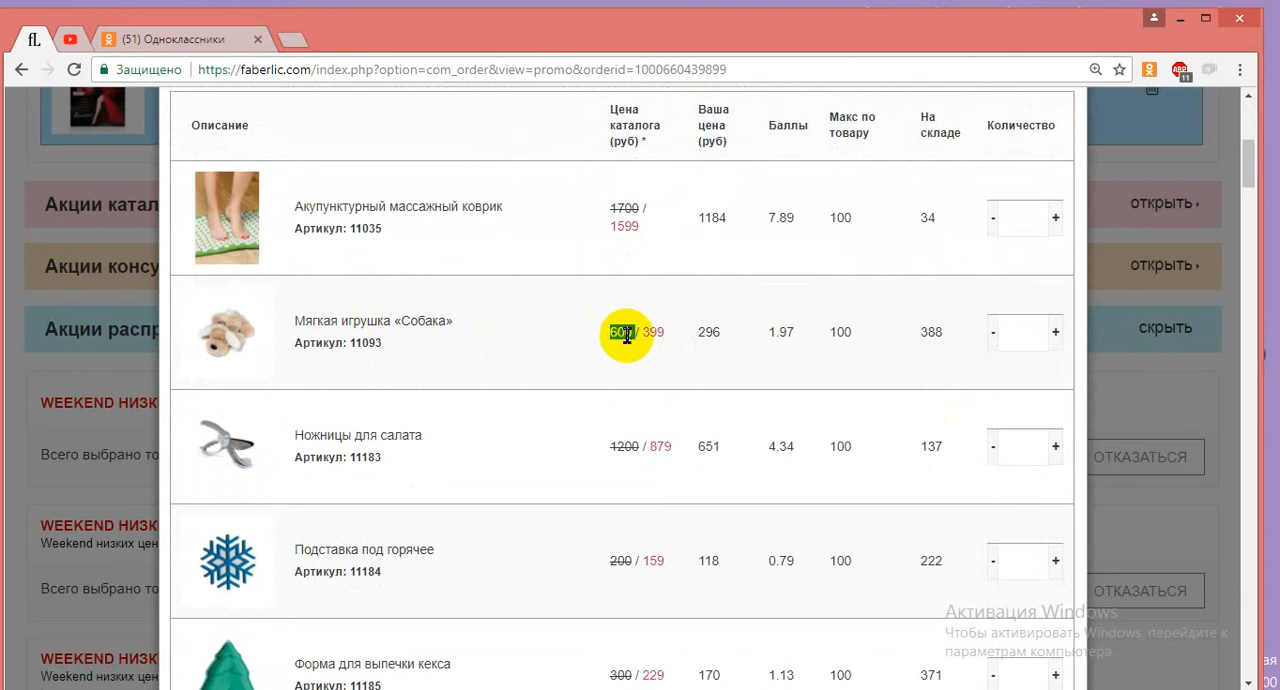 fL
(51) Одноклассники
Защищено
https://faberlic.com/index.php?option=com_order&view=promo&orderid=1000660439899
ABP
11
Описание
Цена каталога (руб) *
Ваша цена (руб)
Баллы
Макс по товару
На складе
Количество
Акупунктурный массажный коврик
Артикул: 11035
1700 /
1599
1184
7.89
100
34
- +
Мягкая игрушка «Собака»
Артикул: 11093
600 / 399
296
1.97
100
388
- +
Ножницы для салата
Артикул: 11183
1200 / 879
651
4.34
100
137
- +
Подставка под горячее
Артикул: 11184
200 / 159
118
0.79
100
222
- +
Форма для выпечки кекса
Артикул: 11185
300 / 229
170
1.13
100
371
- +
Акции ката
открыть ›
Акции консу
открыть ›
Акции распр
скрыть
WEEKEND НИЗК
Всего выбрано то
ОТКАЗАТЬСЯ
WEEKEND НИЗК
Weekend низких цен
Всего выбрано то
ОТКАЗАТЬСЯ
WEEKEND НИЗК
Weekend низких цен
Активация Windows
Чтобы активировать Windows, перейдите к
параметрам компьютера.
ая
00